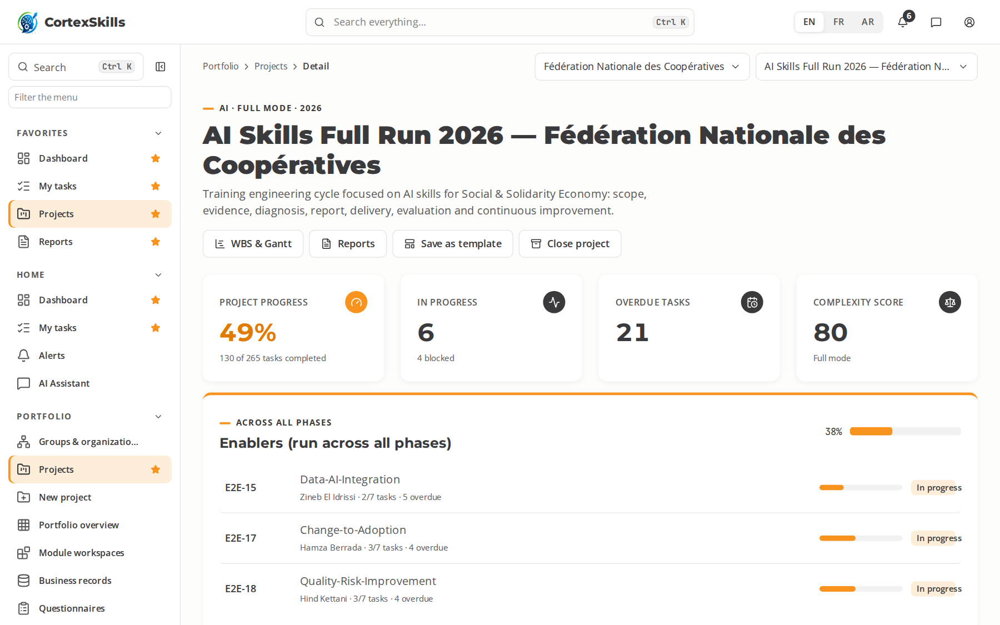 CortexSkills
Search everything...
Ctrl K
EN
FR
AR
6
Search
Ctrl K
Filter the menu
FAVORITES
Dashboard
My tasks
Projects
Reports
HOME
Dashboard
My tasks
Alerts
AI Assistant
PORTFOLIO
Groups & organizatio...
Projects
New project
Portfolio overview
Module workspaces
Business records
Questionnaires
Portfolio > Projects > Detail
Fédération Nationale des Coopératives
AI Skills Full Run 2026 — Fédération N...
AI · FULL MODE · 2026
AI Skills Full Run 2026 — Fédération Nationale des
Coopératives
Training engineering cycle focused on AI skills for Social & Solidarity Economy: scope,
evidence, diagnosis, report, delivery, evaluation and continuous improvement.
WBS & Gantt
Reports
Save as template
Close project
PROJECT PROGRESS
49%
130 of 265 tasks completed
IN PROGRESS
6
4 blocked
OVERDUE TASKS
21
COMPLEXITY SCORE
80
Full mode
ACROSS ALL PHASES
Enablers (run across all phases)
38%
E2E-15
Data-AI-Integration
Zineb El Idrissi · 2/7 tasks · 5 overdue
In progress
E2E-17
Change-to-Adoption
Hamza Berrada · 3/7 tasks · 4 overdue
In progress
E2E-18
Quality-Risk-Improvement
Hind Kettani · 3/7 tasks · 4 overdue
In progress